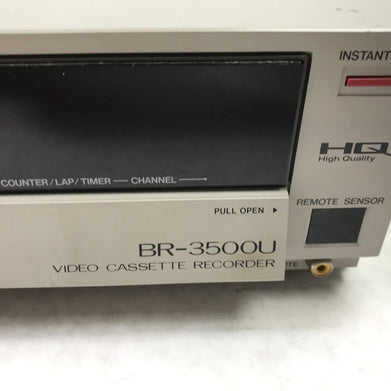 INSTANT
HQ
High Quality
COUNTER/LAP/TIMER — CHANNEL
PULL OPEN ▶
REMOTE SENSOR
BR-3500U
VIDEO CASSETTE RECORDER